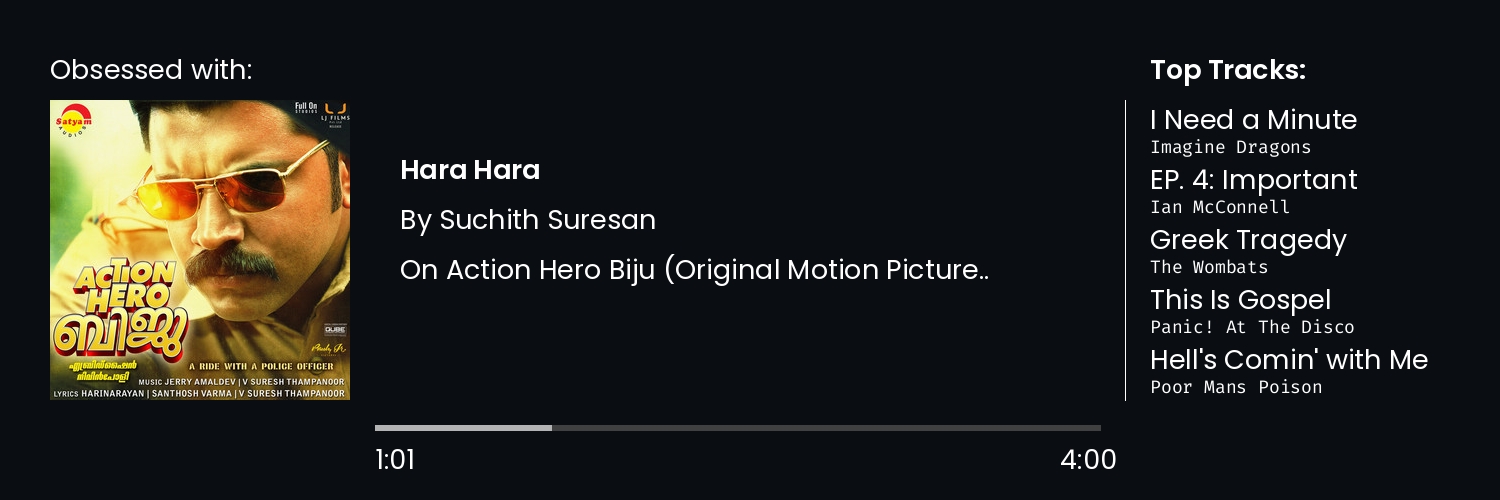 Obsessed with:
Satyam
AUDIOS
Full On
STUDIOS
LJ FILMS
ACTION
HERO
ബിജു
എബ്രിഡ് ഷൈൻ
നിവിൻപോളി
QUBE
A RIDE WITH A POLICE OFFICER
MUSIC JERRY AMALDEV | V SURESH THAMPANOOR
LYRICS HARINARAYAN | SANTHOSH VARMA | V SURESH THAMPANOOR
Hara Hara
By Suchith Suresan
On Action Hero Biju (Original Motion Picture..
1:01
4:00
Top Tracks:
I Need a Minute
Imagine Dragons
EP. 4: Important
Ian McConnell
Greek Tragedy
The Wombats
This Is Gospel
Panic! At The Disco
Hell's Comin' with Me
Poor Mans Poison